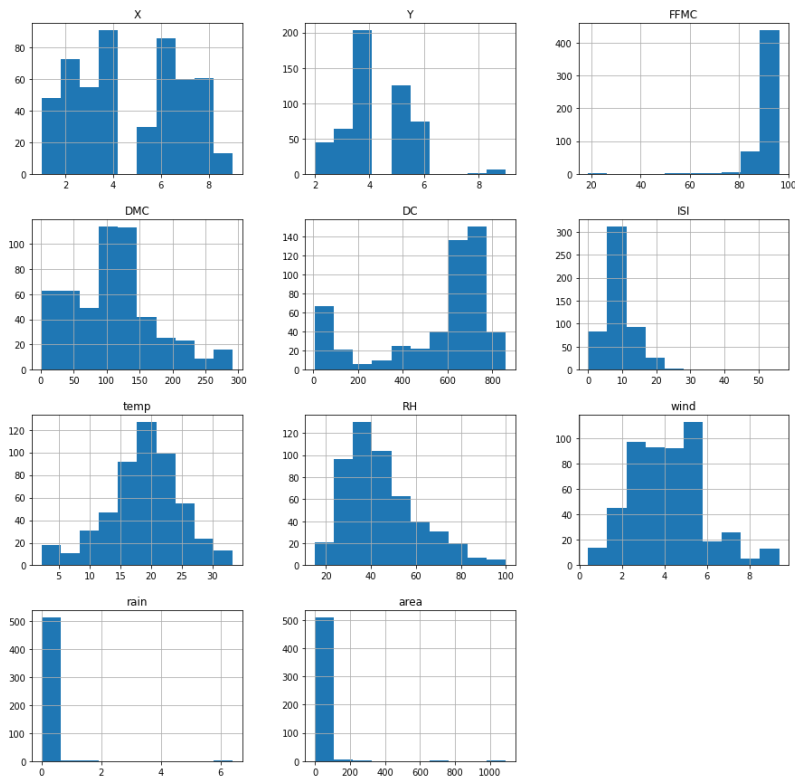 X Y FFMC
80 60 40 20 0
2 4 6 8
200 150 100 50 0
2 4 6 8
400 300 200 100 0
20 40 60 80 100
DMC DC ISI
100 80 60 40 20 0
0 50 100 150 200 250 300
150 125 100 75 50 25 0
0 200 400 600 800
300 250 200 150 100 50 0
0 10 20 30 40 50
temp RH wind
120 100 80 60 40 20 0
5 10 15 20 25 30
120 100 80 60 40 20 0
20 40 60 80 100
100 80 60 40 20 0
0 2 4 6 8
rain area
500 400 300 200 100 0
0 2 4 6
500 400 300 200 100 0
0 200 400 600 800 1000